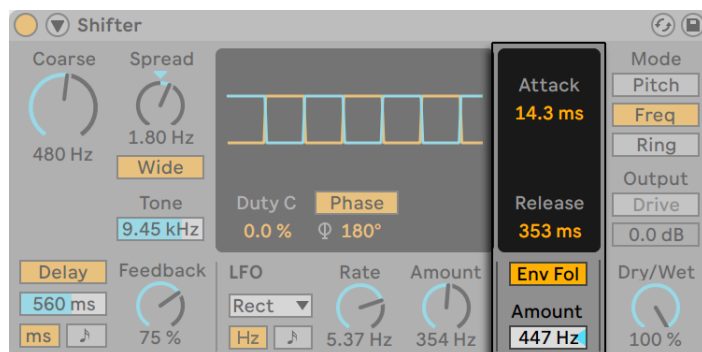 Shifter
Coarse
480 Hz
Spread
1.80 Hz
Wide
Tone
9.45 kHz
Duty C
0.0 %
Phase
180°
Attack
14.3 ms
Release
353 ms
Mode
Pitch
Freq
Ring
Output
Drive
0.0 dB
Delay
560 ms
ms
Feedback
75 %
LFO
Rect
Hz
Rate
5.37 Hz
Amount
354 Hz
Env Fol
Amount
447 Hz
Dry/Wet
100 %